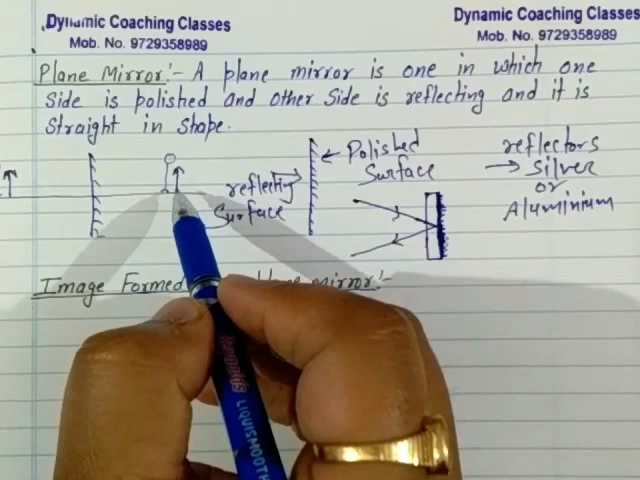 Dynamic Coaching Classes
Mob. No. 9729358989
Dynamic Coaching Classes
Mob. No. 9729358989
Plane Mirror:- A plane mirror is one in which one
Side is polished and other Side is reflecting and it is
Straight in Shape.
reflecting
Surface
Polished
Surface
reflectors
→ Silver
or
Aluminium
Image Formed mirror:-
LIQUISMOOTH